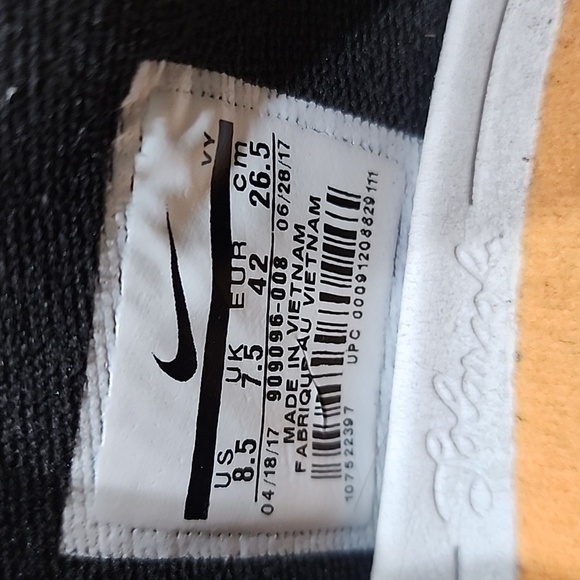 VY
US UK EUR cm
8.5 7.5 42 26.5
04/18/17 909096-008 06/28/17
MADE IN VIETNAM
FABRIQUÉ AU VIETNAM
107522397 UPC 00091208829111